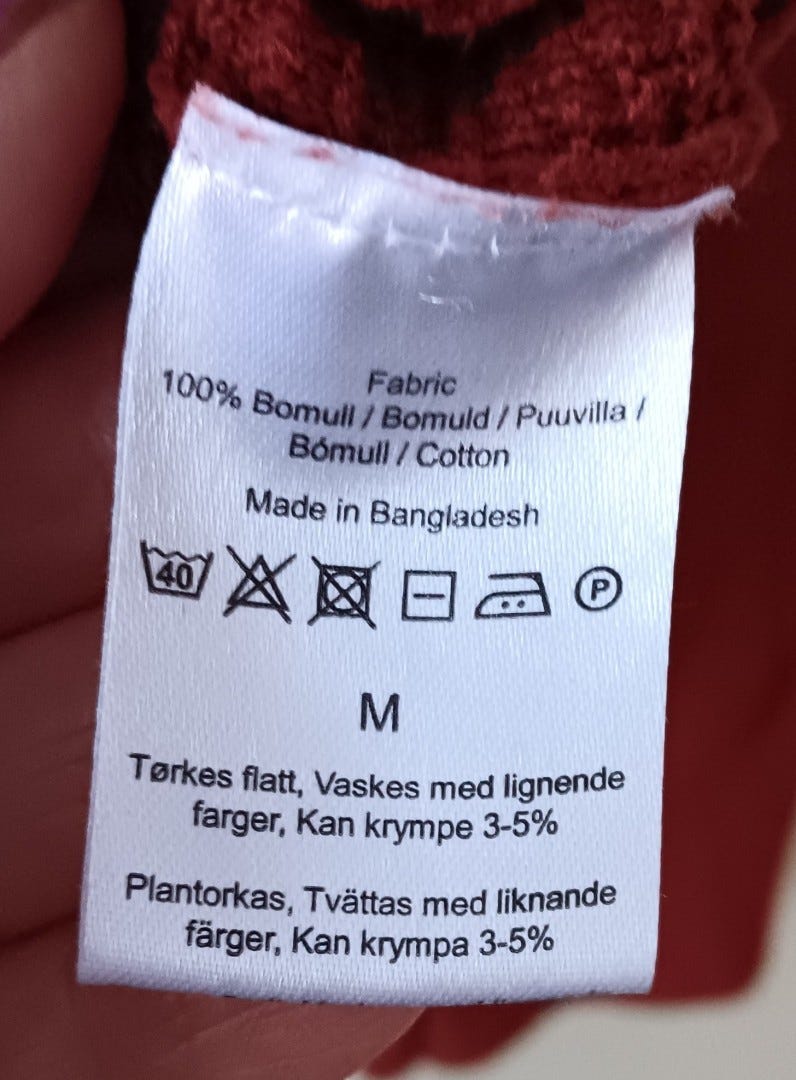 Fabric
100% Bomull / Bomuld / Puuvilla /
Bómull / Cotton
Made in Bangladesh
40 P
M
Tørkes flatt, Vaskes med lignende
farger, Kan krympe 3-5%
Plantorkas, Tvättas med liknande
färger, Kan krympa 3-5%